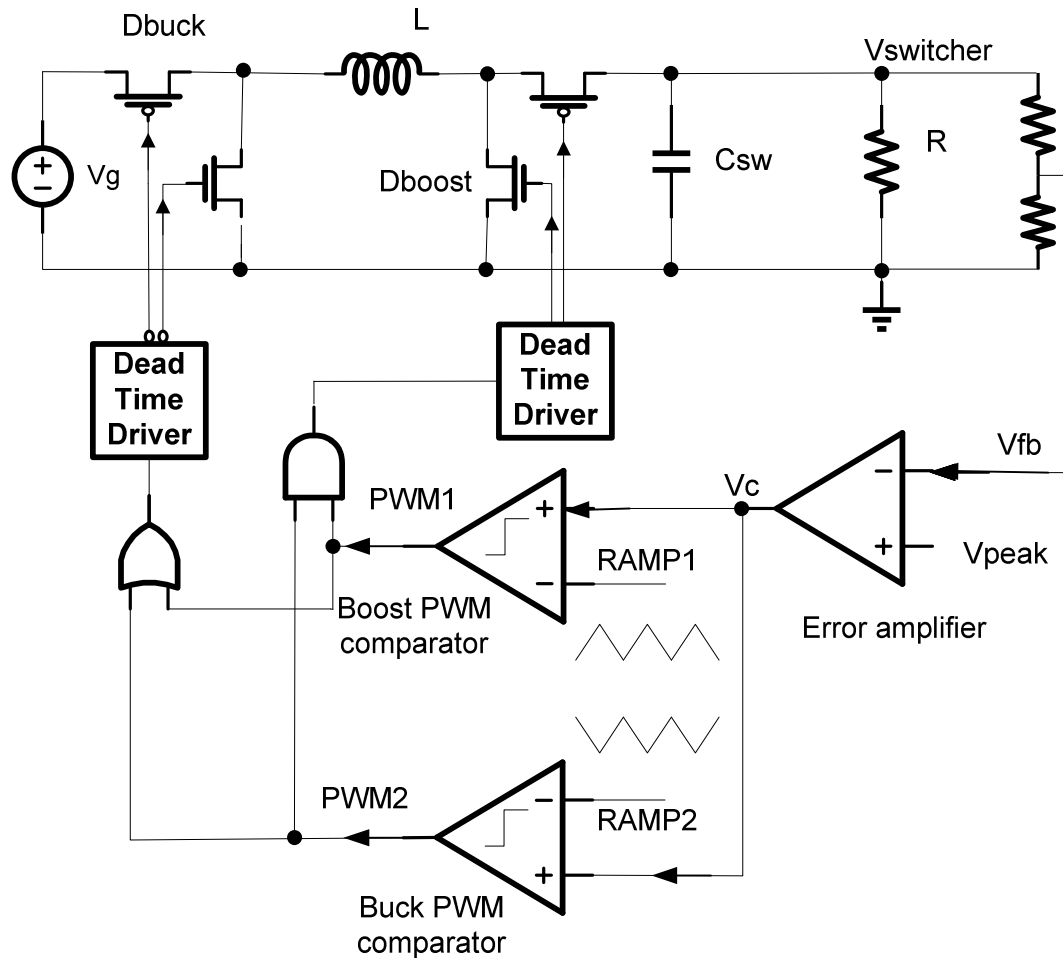 Dbuck
L
Vswitcher
Vg
Dboost
Csw
R
Dead
Time
Driver
Dead
Time
Driver
Vfb
Vc
PWM1
RAMP1
Vpeak
Boost PWM
comparator
Error amplifier
PWM2
RAMP2
Buck PWM
comparator